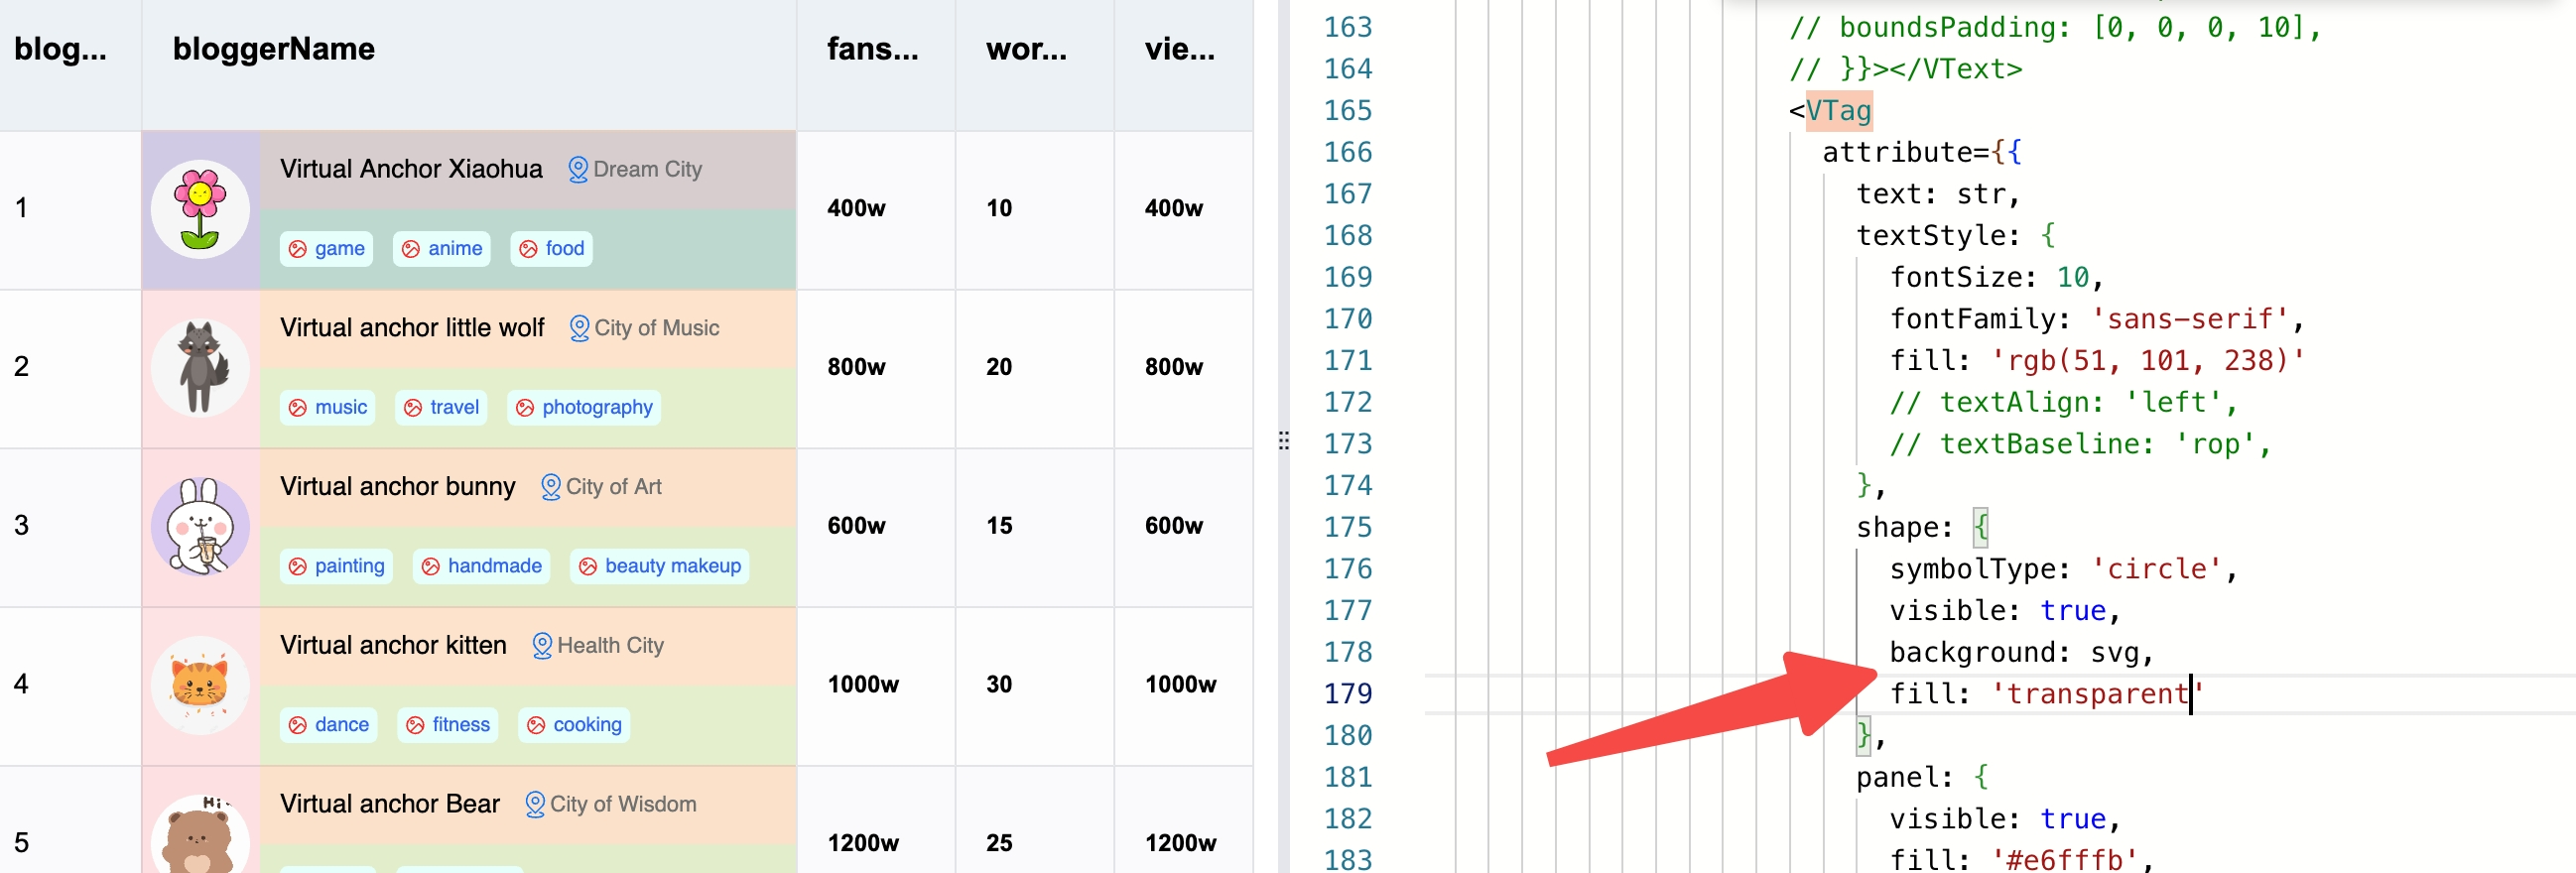 blog... bloggerName fans... wor... vie...
1 Virtual Anchor Xiaohua Dream City 400w 10 400w
game anime food
2 Virtual anchor little wolf City of Music 800w 20 800w
music travel photography
3 Virtual anchor bunny City of Art 600w 15 600w
painting handmade beauty makeup
4 Virtual anchor kitten Health City 1000w 30 1000w
dance fitness cooking
5 Hi Virtual anchor Bear City of Wisdom 1200w 25 1200w
163 // boundsPadding: [0, 0, 0, 10],
164 // }}></VText>
165 <VTag
166 attribute={{
167 text: str,
168 textStyle: {
169 fontSize: 10,
170 fontFamily: 'sans-serif',
171 fill: 'rgb(51, 101, 238)'
172 // textAlign: 'left',
173 // textBaseline: 'rop',
174 },
175 shape: {
176 symbolType: 'circle',
177 visible: true,
178 background: svg,
179 fill: 'transparent'
180 },
181 panel: {
182 visible: true,
183 fill: '#e6fffb',